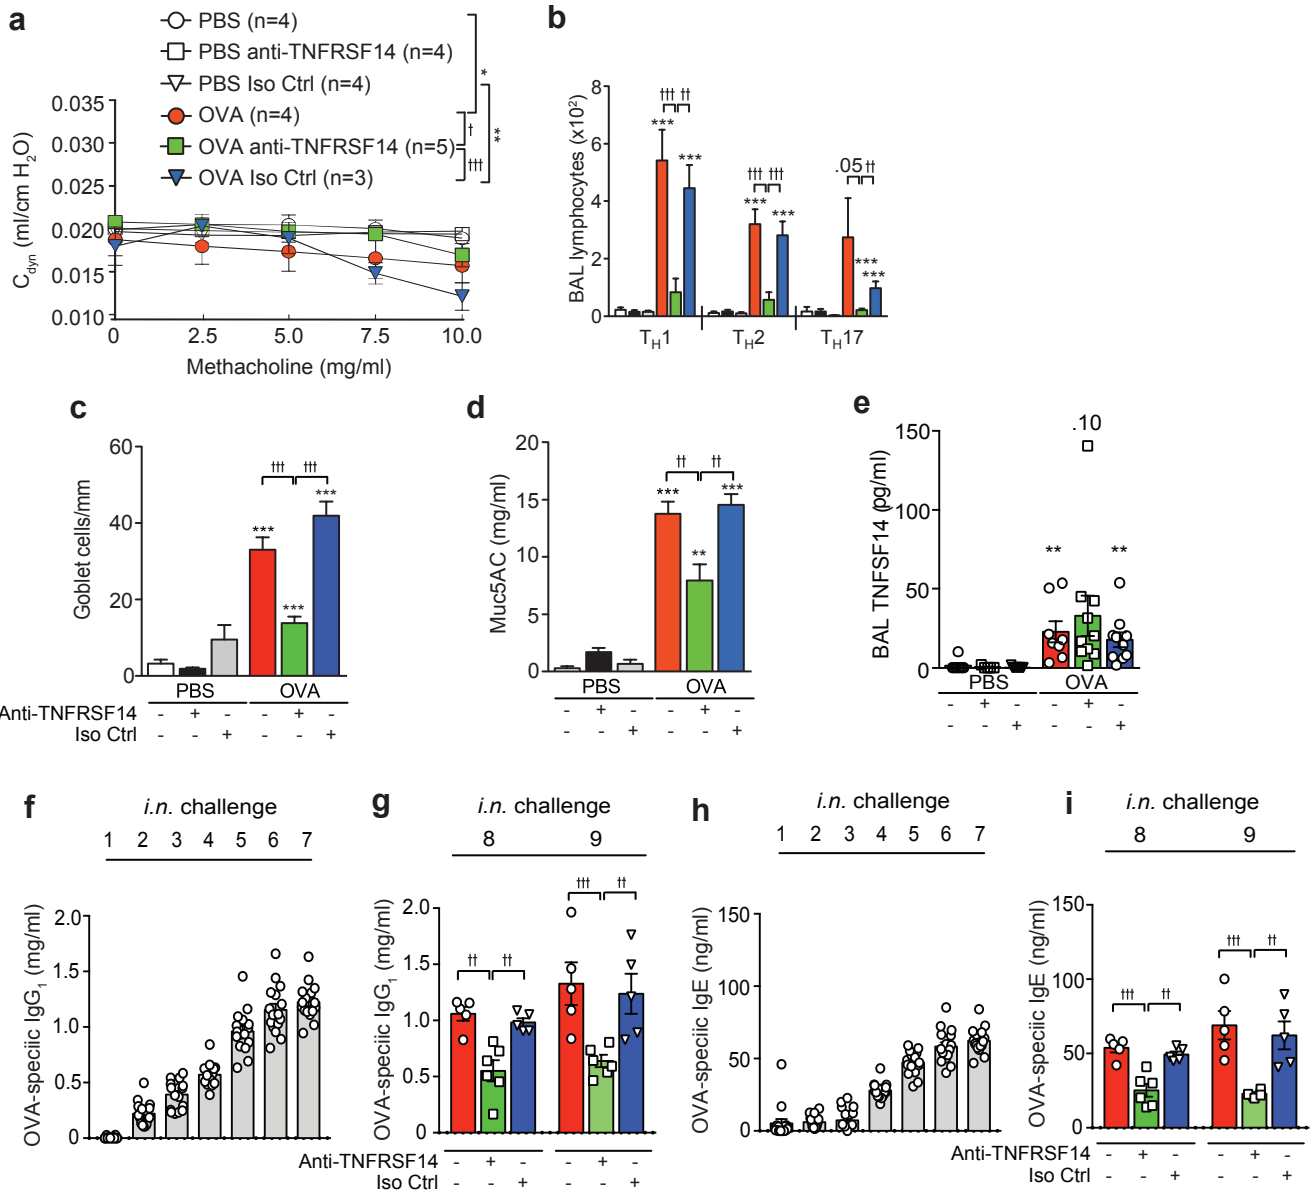 a
PBS (n=4)
PBS anti-TNFRSF14 (n=4)
PBS Iso Ctrl (n=4)
OVA (n=4)
OVA anti-TNFRSF14 (n=5)
OVA Iso Ctrl (n=3)
*
**
†
†††
0.035
0.030
0.025
0.020
0.015
0.010
C_dyn (ml/cm H₂O)
0 2.5 5.0 7.5 10.0
Methacholine (mg/ml)
b
BAL lymphocytes (x10²)
8
6
4
2
0
††† ††
*** ***
††† †††
*** ***
.05 ††
***
***
T_H1 T_H2 T_H17
c
Goblet cells/mm
60
40
20
0
††† †††
*** *** ***
PBS OVA
Anti-TNFRSF14 - + - - + -
Iso Ctrl - - + - - +
d
Muc5AC (mg/ml)
20
15
10
5
0
†† ††
*** ** ***
PBS OVA
- + - - + -
- - + - - +
e
BAL TNFSF14 (pg/ml)
150
100
50
0
.10
** **
PBS OVA
- + - - + -
- - + - - +
f
i.n. challenge
1 2 3 4 5 6 7
OVA-speciic IgG₁ (mg/ml)
2.0
1.5
1.0
0.5
0
g
i.n. challenge
8 9
OVA-speciic IgG₁ (mg/ml)
2.0
1.5
1.0
0.5
0
†† ††
††† ††
Anti-TNFRSF14 - + - - + -
Iso Ctrl - - + - - +
h
i.n. challenge
1 2 3 4 5 6 7
OVA-speciic IgE (ng/ml)
150
100
50
0
i
i.n. challenge
8 9
OVA-speciic IgE (ng/ml)
150
100
50
0
††† ††
††† ††
Anti-TNFRSF14 - + - - + -
Iso Ctrl - - + - - +